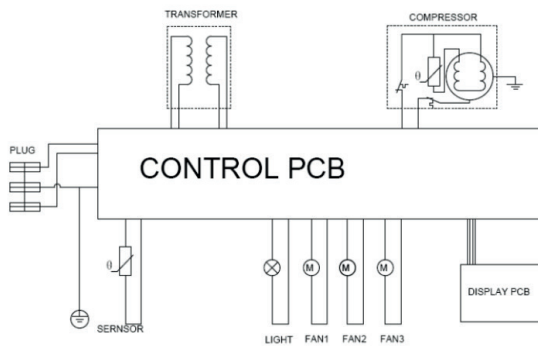 TRANSFORMER
COMPRESSOR
θ
PLUG
CONTROL PCB
θ
M
M
M
DISPLAY PCB
SERNSOR
LIGHT
FAN1
FAN2
FAN3